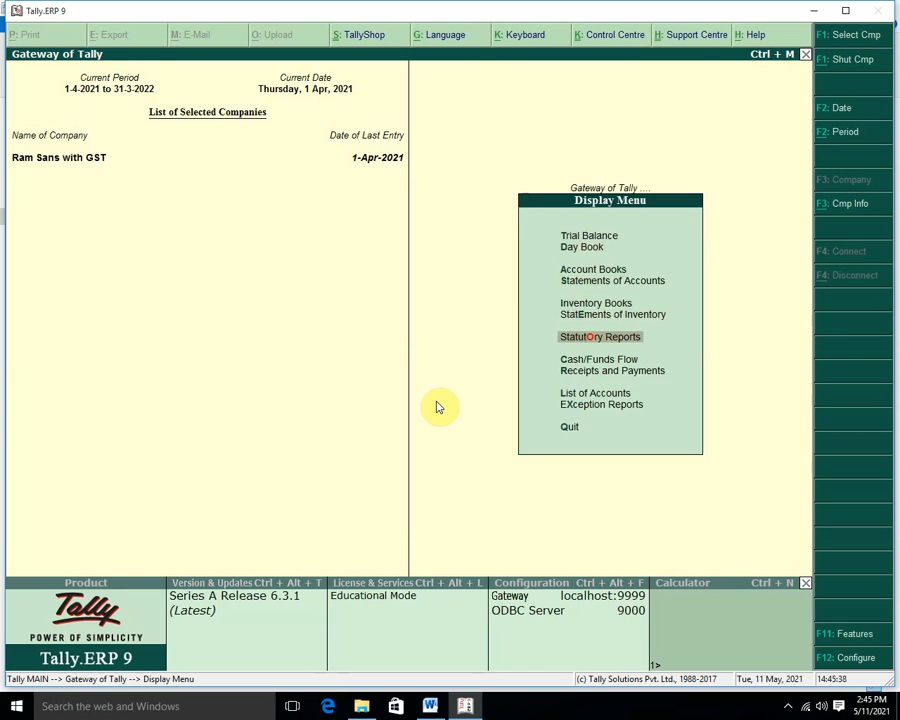 Tally.ERP 9
P: Print
E: Export
M: E-Mail
O: Upload
S: TallyShop
G: Language
K: Keyboard
K: Control Centre
H: Support Centre
H: Help
F1: Select Cmp
Gateway of Tally
Ctrl + M
F1: Shut Cmp
Current Period
1-4-2021 to 31-3-2022
Current Date
Thursday, 1 Apr, 2021
List of Selected Companies
Name of Company
Date of Last Entry
Ram Sans with GST
1-Apr-2021
F2: Date
F2: Period
F3: Company
F3: Cmp Info
F4: Connect
F4: Disconnect
Gateway of Tally ....
Display Menu
Trial Balance
Day Book
Account Books
Statements of Accounts
Inventory Books
StatEments of Inventory
StatutOry Reports
Cash/Funds Flow
Receipts and Payments
List of Accounts
EXception Reports
Quit
Product
Tally
POWER OF SIMPLICITY
Tally.ERP 9
Version & Updates Ctrl + Alt + T
Series A Release 6.3.1
(Latest)
License & Services Ctrl + Alt + L
Educational Mode
Configuration Ctrl + Alt + F
Gateway localhost:9999
ODBC Server 9000
Calculator Ctrl + N
1>
F11: Features
F12: Configure
Tally MAIN --> Gateway of Tally --> Display Menu
(c) Tally Solutions Pvt. Ltd., 1988-2017
Tue, 11 May, 2021
14:45:38
Search the web and Windows
2:45 PM
5/11/2021